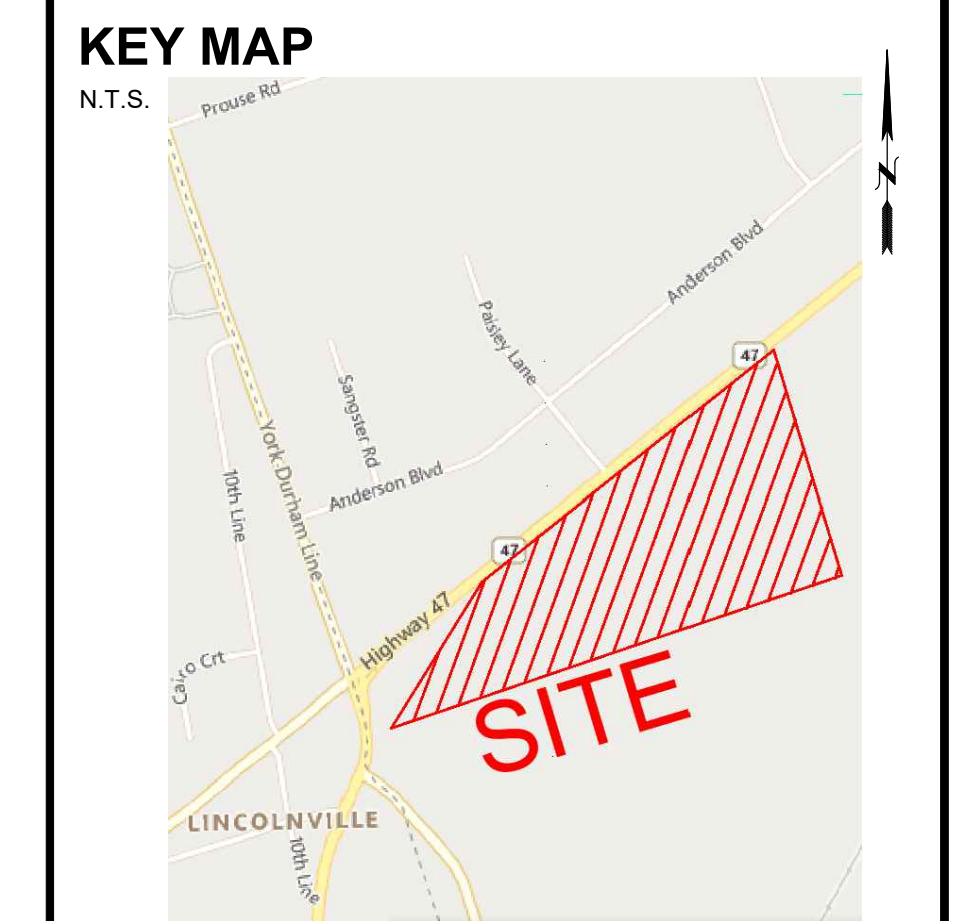 KEY MAP
N.T.S.
Prouse Rd
N
Anderson Blvd
Paisley Lane
47
Sangster Rd
York-Durham Line
10th Line
Anderson Blvd
47
Highway 47
Cairo Crt
SITE
LINCOLNVILLE
10th Line